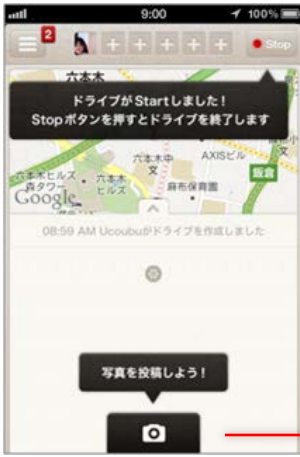 9:00
100%
2
Stop
六本木
ドライブがStartしました！
Stopボタンを押すとドライブを終了します
六本木中
文
AXISビル
飯倉
六本木ヒルズ
森タワー
六本木
ヒルズ
麻布保育園
Google
08:59 AM Ucoubuがドライブを作成しました
写真を投稿しよう！